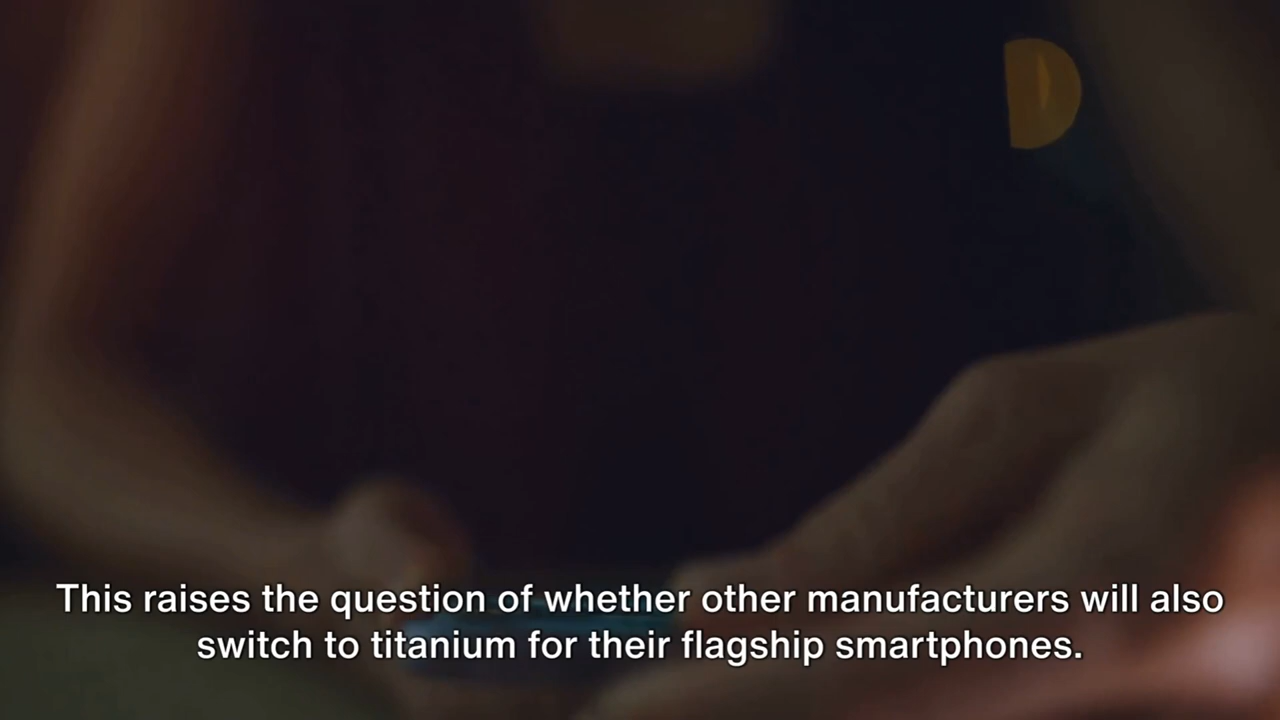 This raises the question of whether other manufacturers will also
switch to titanium for their flagship smartphones.